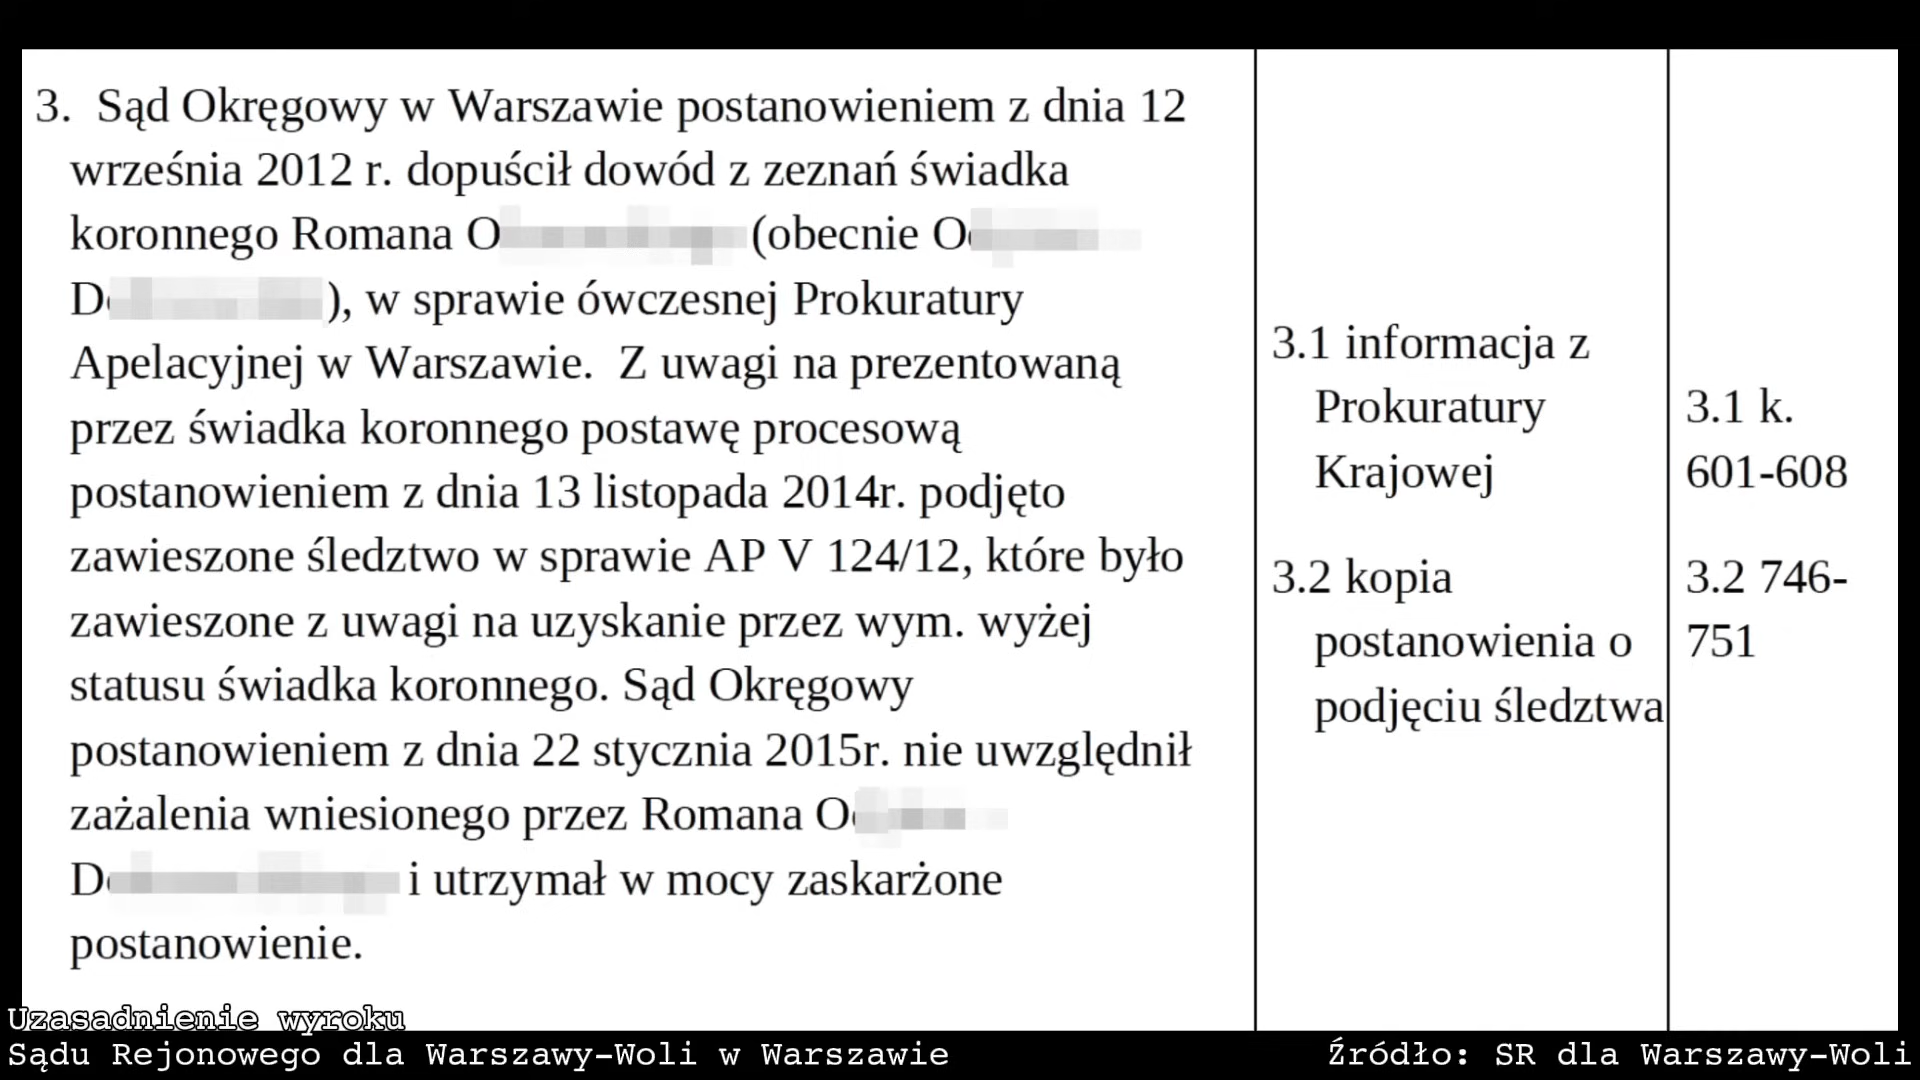 3. Sąd Okręgowy w Warszawie postanowieniem z dnia 12
września 2012 r. dopuścił dowód z zeznań świadka
koronnego Romana O (obecnie O
D ), w sprawie ówczesnej Prokuratury
Apelacyjnej w Warszawie. Z uwagi na prezentowaną
przez świadka koronnego postawę procesową
postanowieniem z dnia 13 listopada 2014r. podjęto
zawieszone śledztwo w sprawie AP V 124/12, które było
zawieszone z uwagi na uzyskanie przez wym. wyżej
statusu świadka koronnego. Sąd Okręgowy
postanowieniem z dnia 22 stycznia 2015r. nie uwzględnił
zażalenia wniesionego przez Romana O
D i utrzymał w mocy zaskarżone
postanowienie.
3.1 informacja z
Prokuratury
Krajowej
3.2 kopia
postanowienia o
podjęciu śledztwa
3.1 k.
601-608
3.2 746-
751
Uzasadnienie wyroku
Sądu Rejonowego dla Warszawy-Woli w Warszawie
Źródło: SR dla Warszawy-Woli